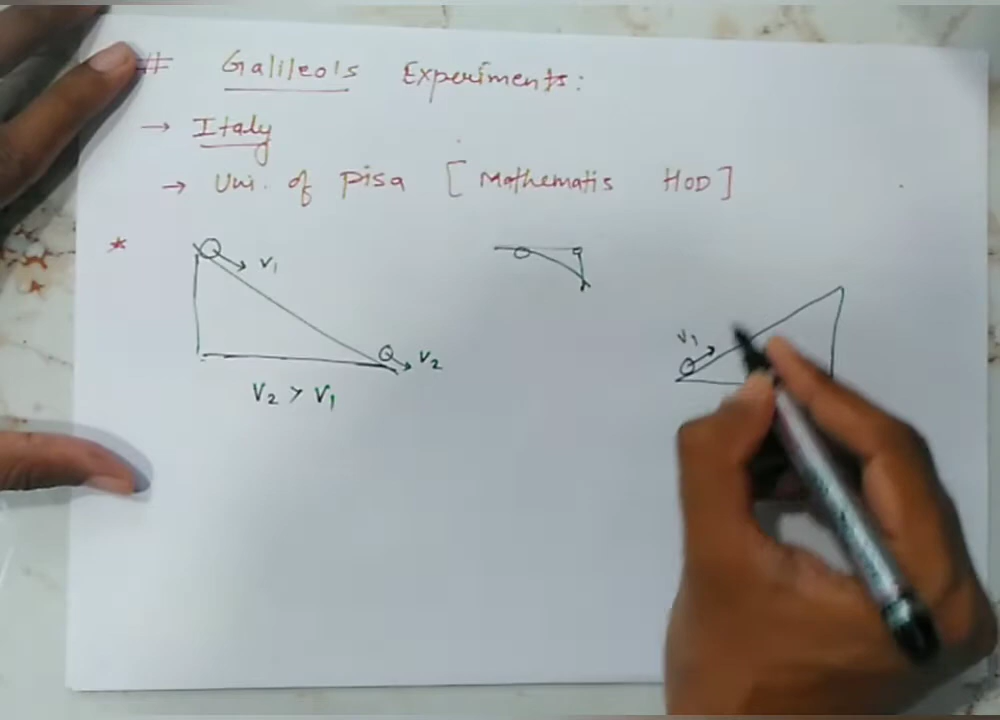 # Galileo's Experiments:
→ Italy
→ Uni. of Pisa [Mathematis HOD]
* V1
V2
V2 > V1
V1